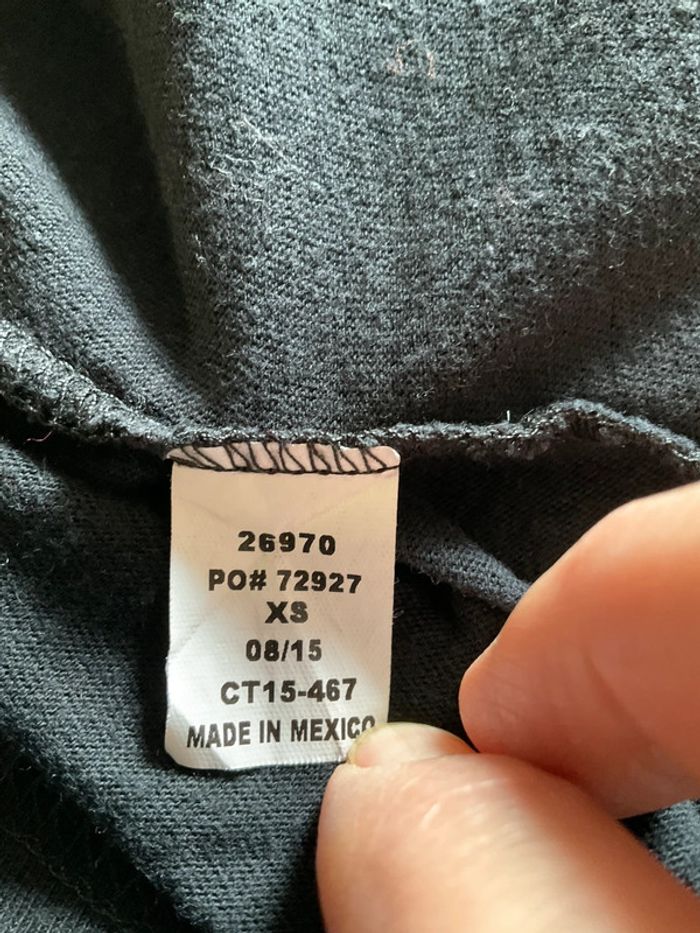 26970
PO# 72927
XS
08/15
CT15-467
MADE IN MEXICO